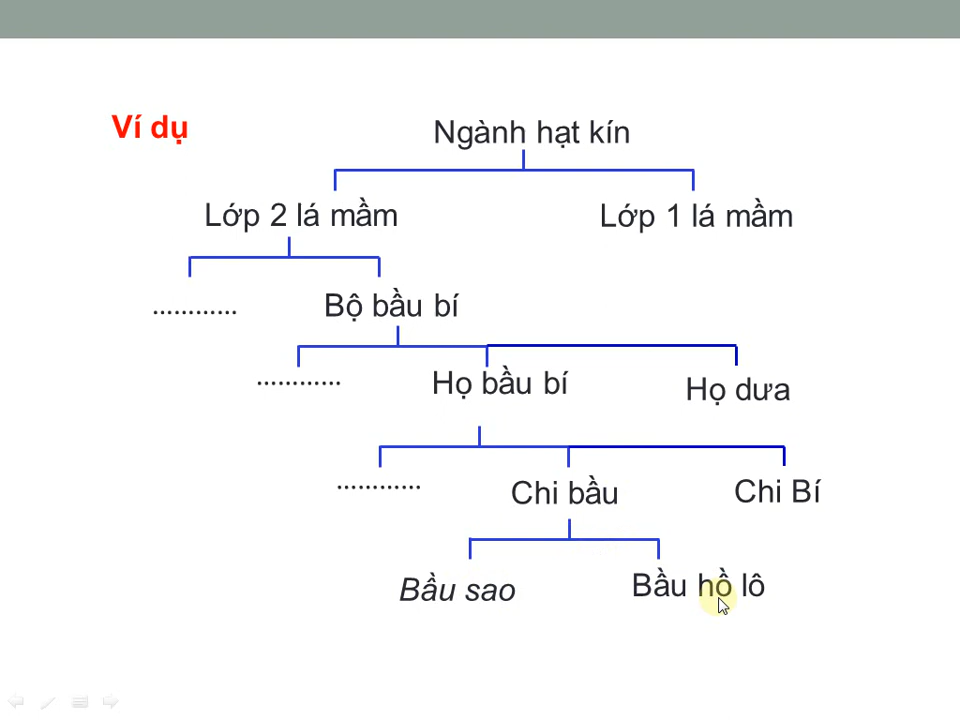 Ví dụ
Ngành hạt kín
Lớp 2 lá mầm
Lớp 1 lá mầm
............
Bộ bầu bí
............
Họ bầu bí
Họ dưa
............
Chi bầu
Chi Bí
Bầu sao
Bầu hồ lô